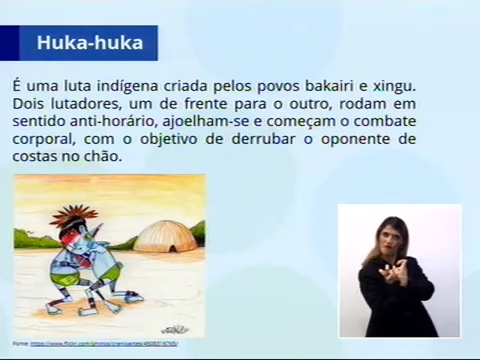 Huka-huka
É uma luta indígena criada pelos povos bakairi e xingu.
Dois lutadores, um de frente para o outro, rodam em
sentido anti-horário, ajoelham-se e começam o combate
corporal, com o objetivo de derrubar o oponente de
costas no chão.
Fonte: